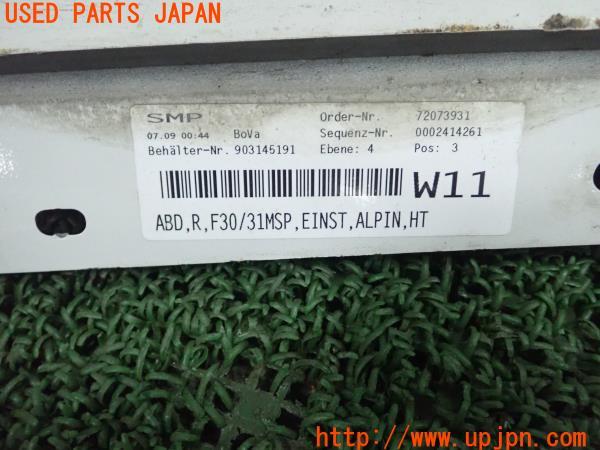 USED PARTS JAPAN
SMP
Order-Nr. 72073931
07.09 00:44 BoVa Sequenz-Nr. 0002414261
Behälter-Nr. 903145191 Ebene: 4 Pos: 3
W11
ABD,R,F30/31MSP,EINST,ALPIN,HT
http://www.upjpn.com/